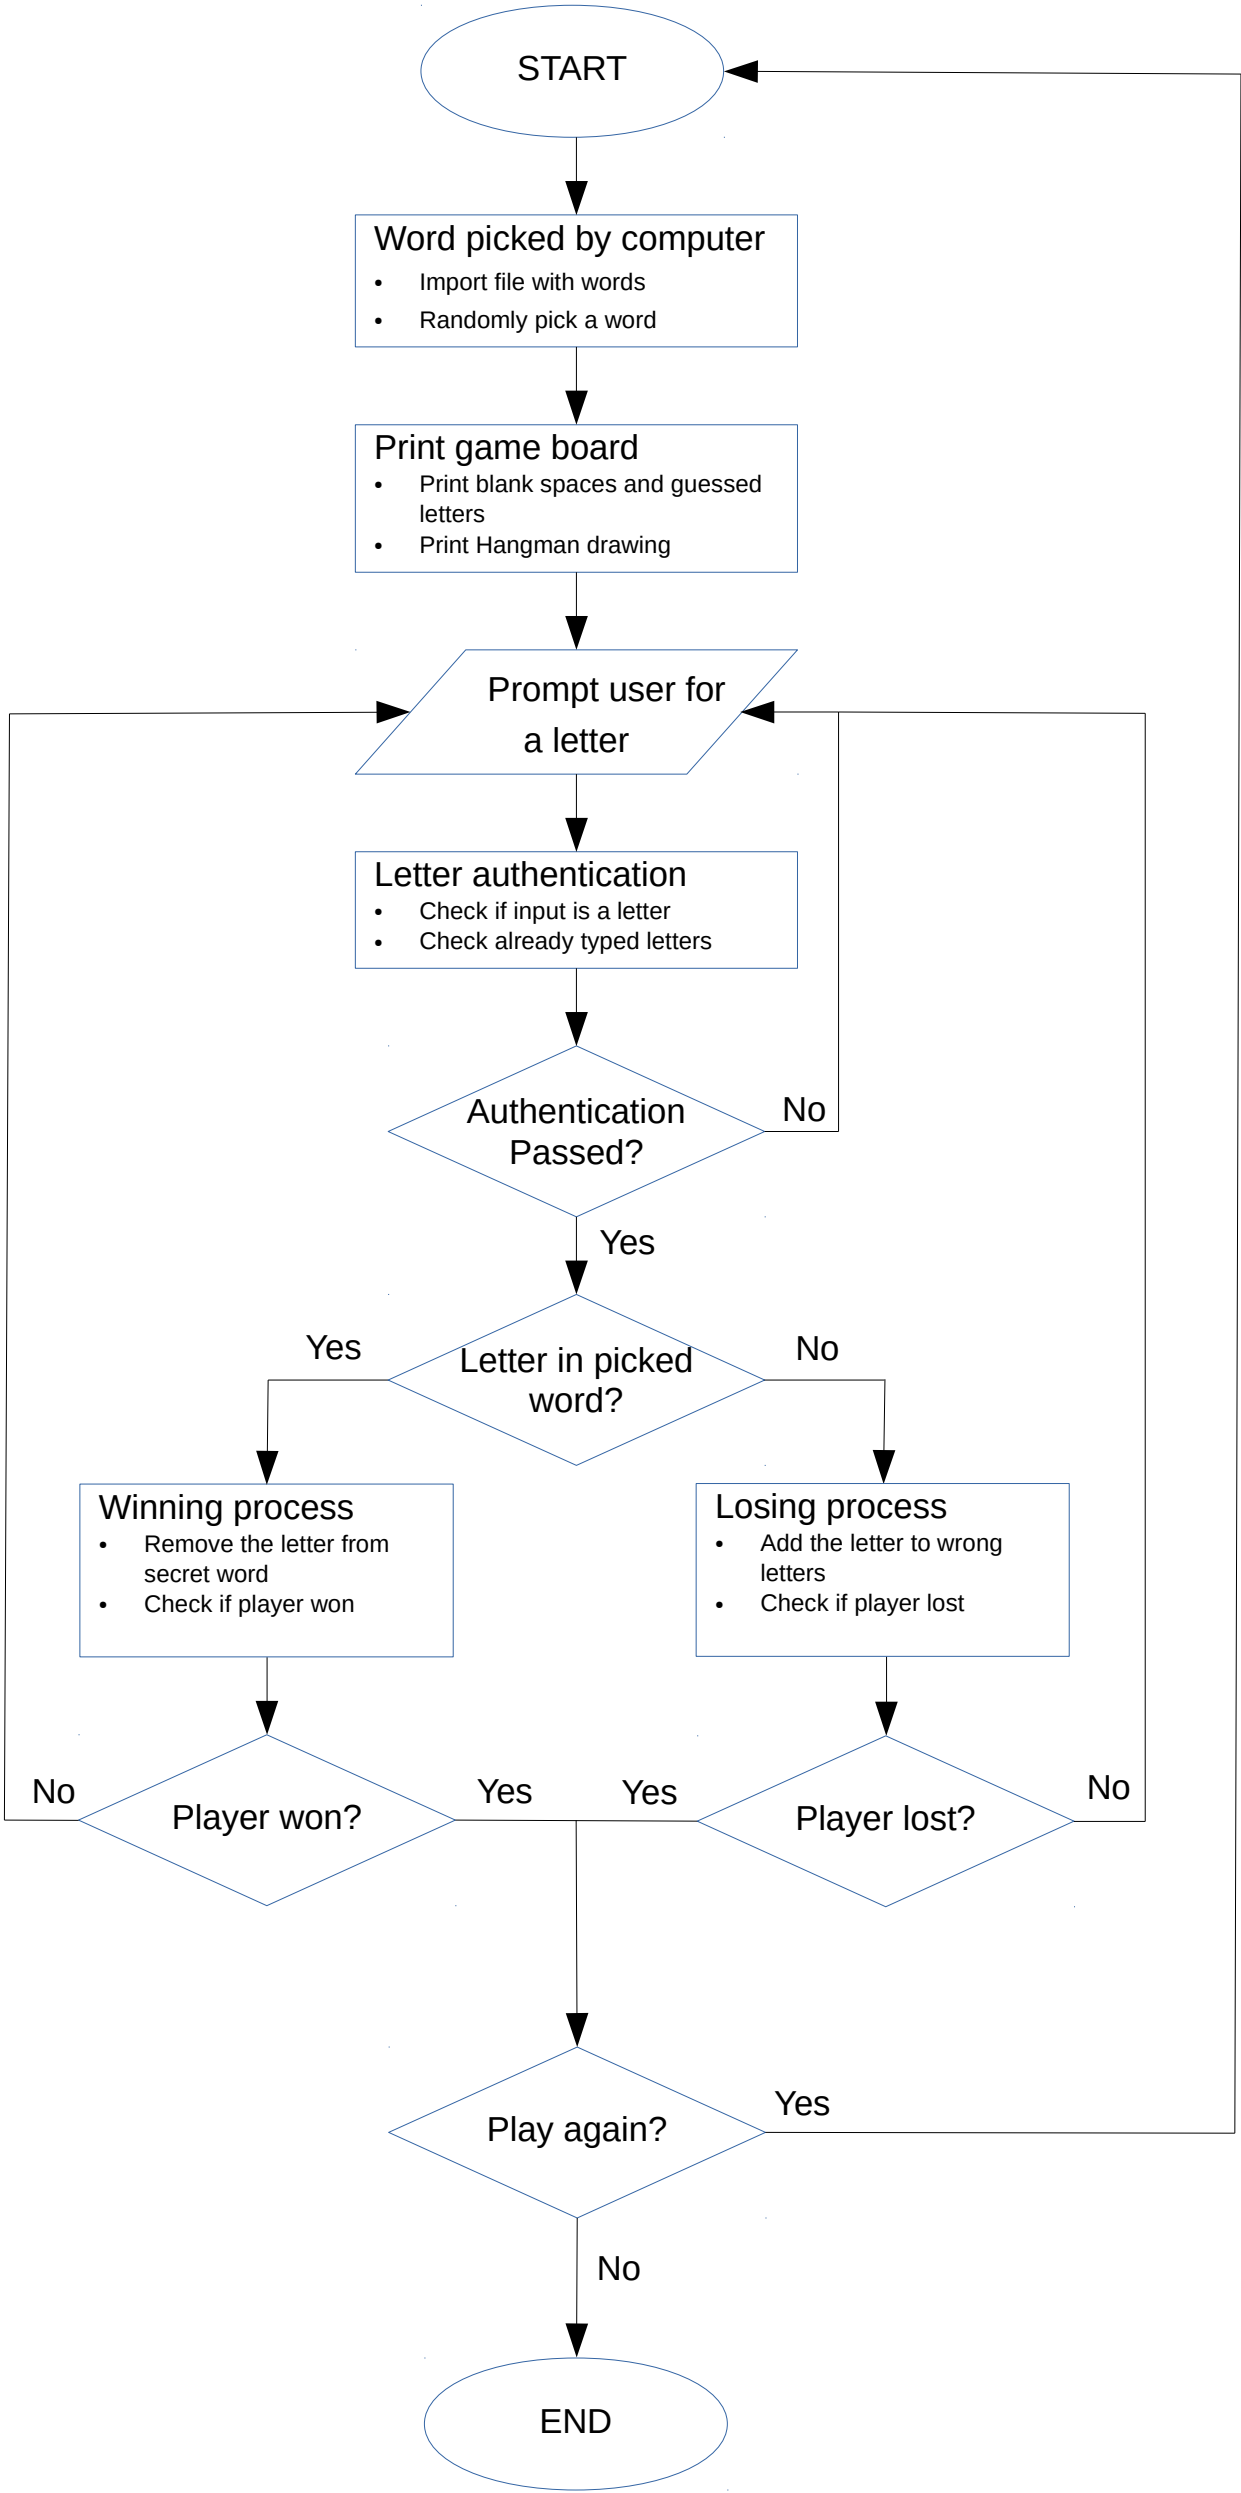 START
Word picked by computer
• Import file with words
• Randomly pick a word
Print game board
• Print blank spaces and guessed
letters
• Print Hangman drawing
Prompt user for
a letter
Letter authentication
• Check if input is a letter
• Check already typed letters
Authentication
Passed?
No
Yes
Letter in picked
word?
Yes
No
Winning process
• Remove the letter from
secret word
• Check if player won
Losing process
• Add the letter to wrong
letters
• Check if player lost
No
Player won?
Yes
Yes
Player lost?
No
Play again?
Yes
No
END